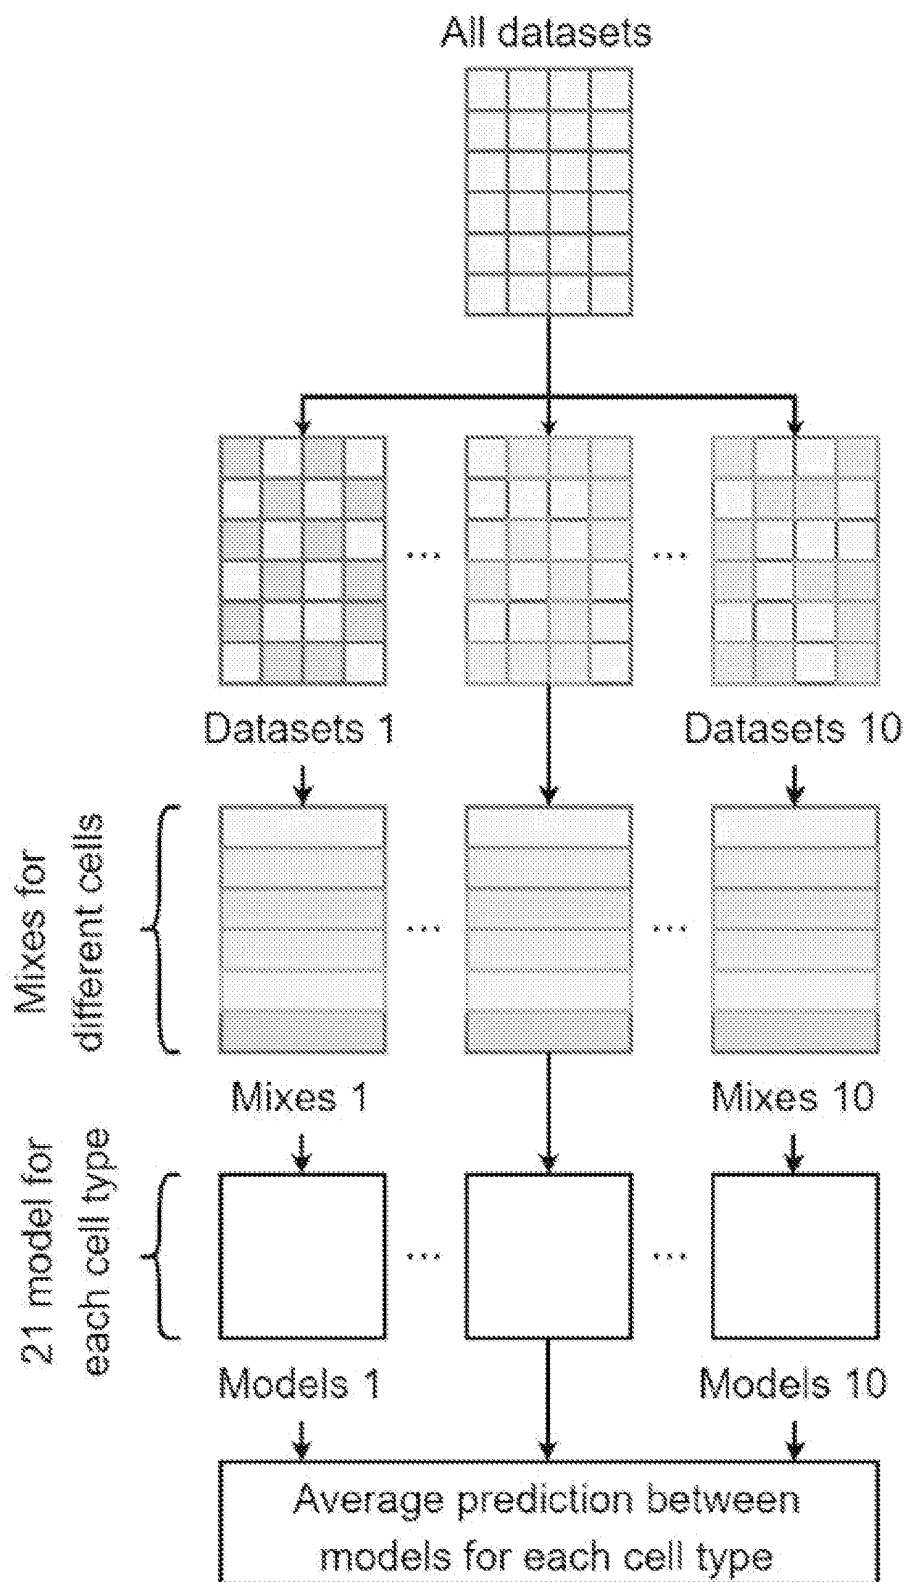 All datasets
...
...
Datasets 1
Datasets 10
Mixes for
different cells
...
...
Mixes 1
Mixes 10
21 model for
each cell type
...
...
Models 1
Models 10
Average prediction between
models for each cell type